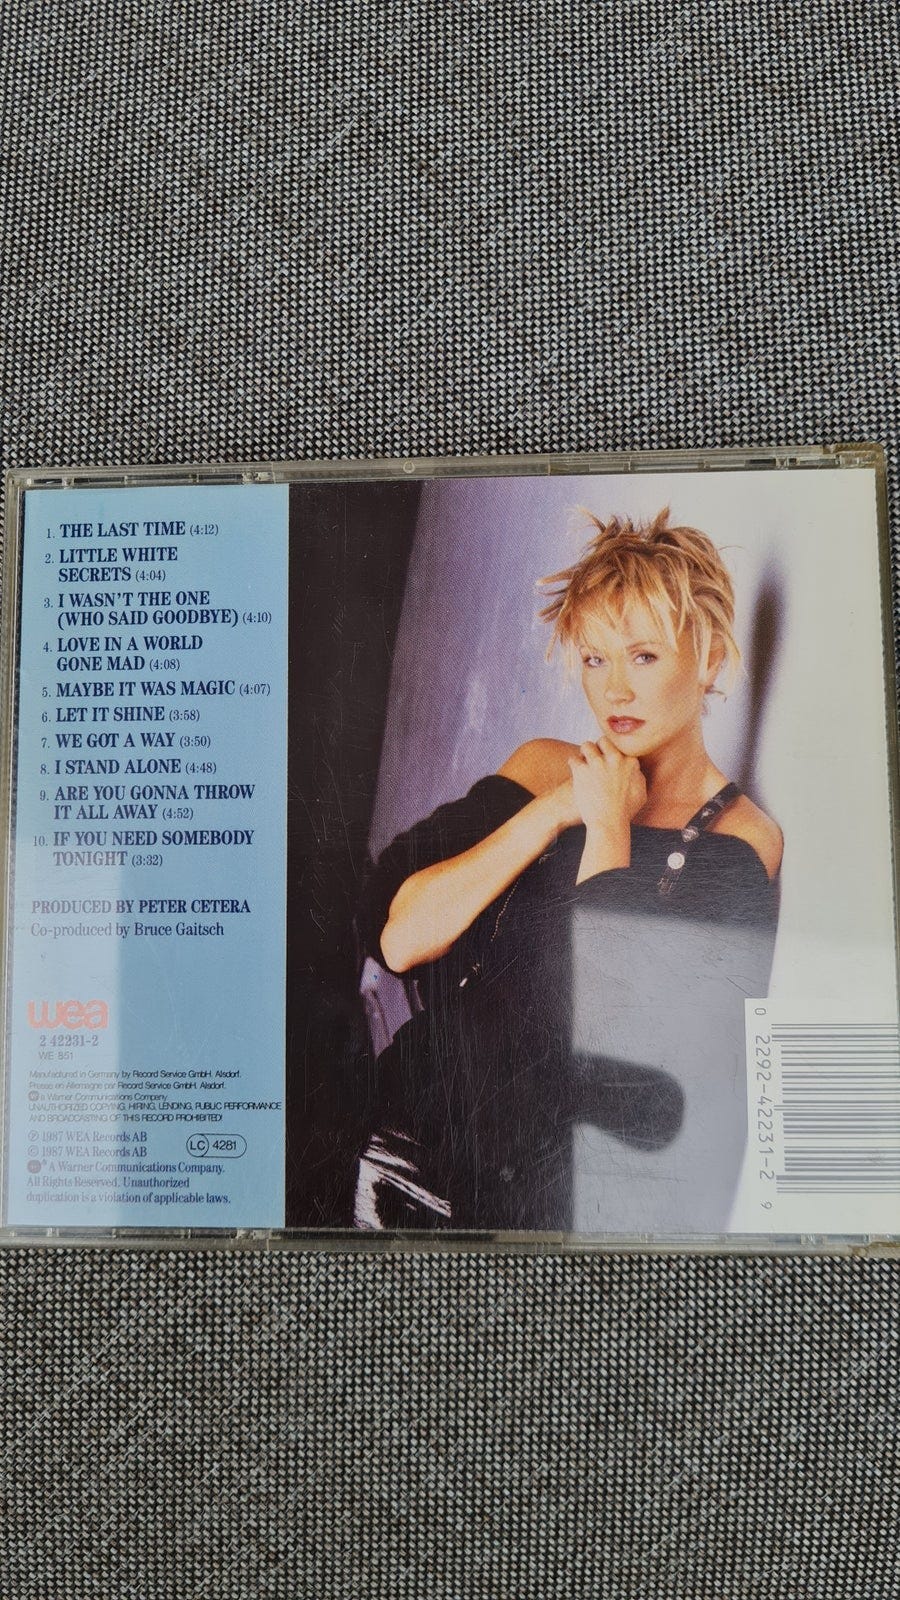 1. THE LAST TIME (4:12)
2. LITTLE WHITE
SECRETS (4:04)
3. I WASN'T THE ONE
(WHO SAID GOODBYE) (4:10)
4. LOVE IN A WORLD
GONE MAD (4:08)
5. MAYBE IT WAS MAGIC (4:07)
6. LET IT SHINE (3:58)
7. WE GOT A WAY (3:50)
8. I STAND ALONE (4:48)
9. ARE YOU GONNA THROW
IT ALL AWAY (4:52)
10. IF YOU NEED SOMEBODY
TONIGHT (3:32)
PRODUCED BY PETER CETERA
Co-produced by Bruce Gaitsch
wea
2 42231-2
WE 851
Manufactured in Germany by Record Service GmbH. Alsdorf.
Presse en Allemagne par Record Service GmbH. Alsdorf.
a Warner Communications Company
UNAUTHORIZED COPYING, HIRING, LENDING, PUBLIC PERFORMANCE
AND BROADCASTING OF THIS RECORD PROHIBITED!
℗ 1987 WEA Records AB
© 1987 WEA Records AB
LC 4281
A Warner Communications Company.
All Rights Reserved. Unauthorized
duplication is a violation of applicable laws.
0 2292-42231-2 9